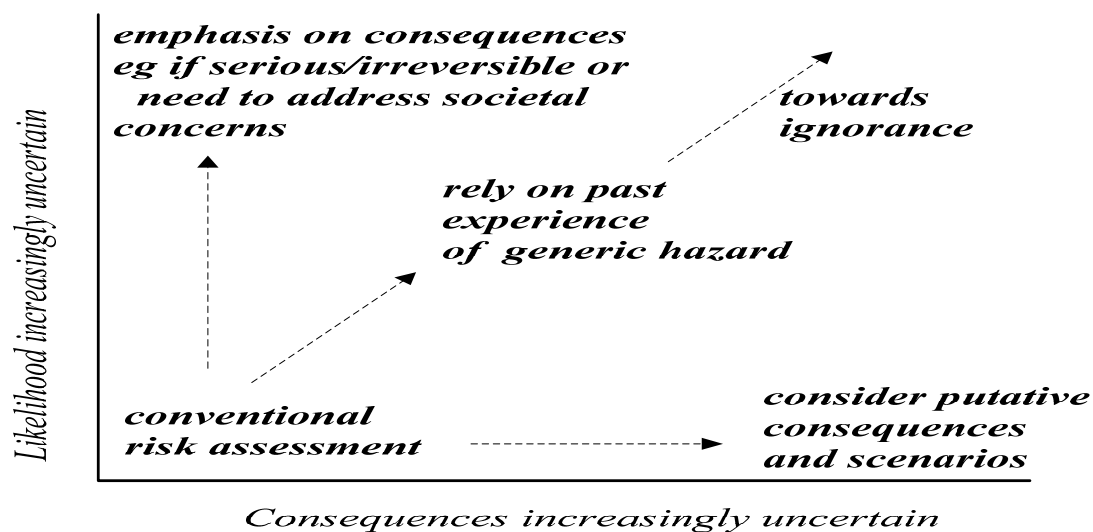 emphasis on consequences
eg if serious/irreversible or
need to address societal
concerns
towards
ignorance
rely on past
experience
of generic hazard
conventional
risk assessment
consider putative
consequences
and scenarios
Likelihood increasingly uncertain
Consequences increasingly uncertain